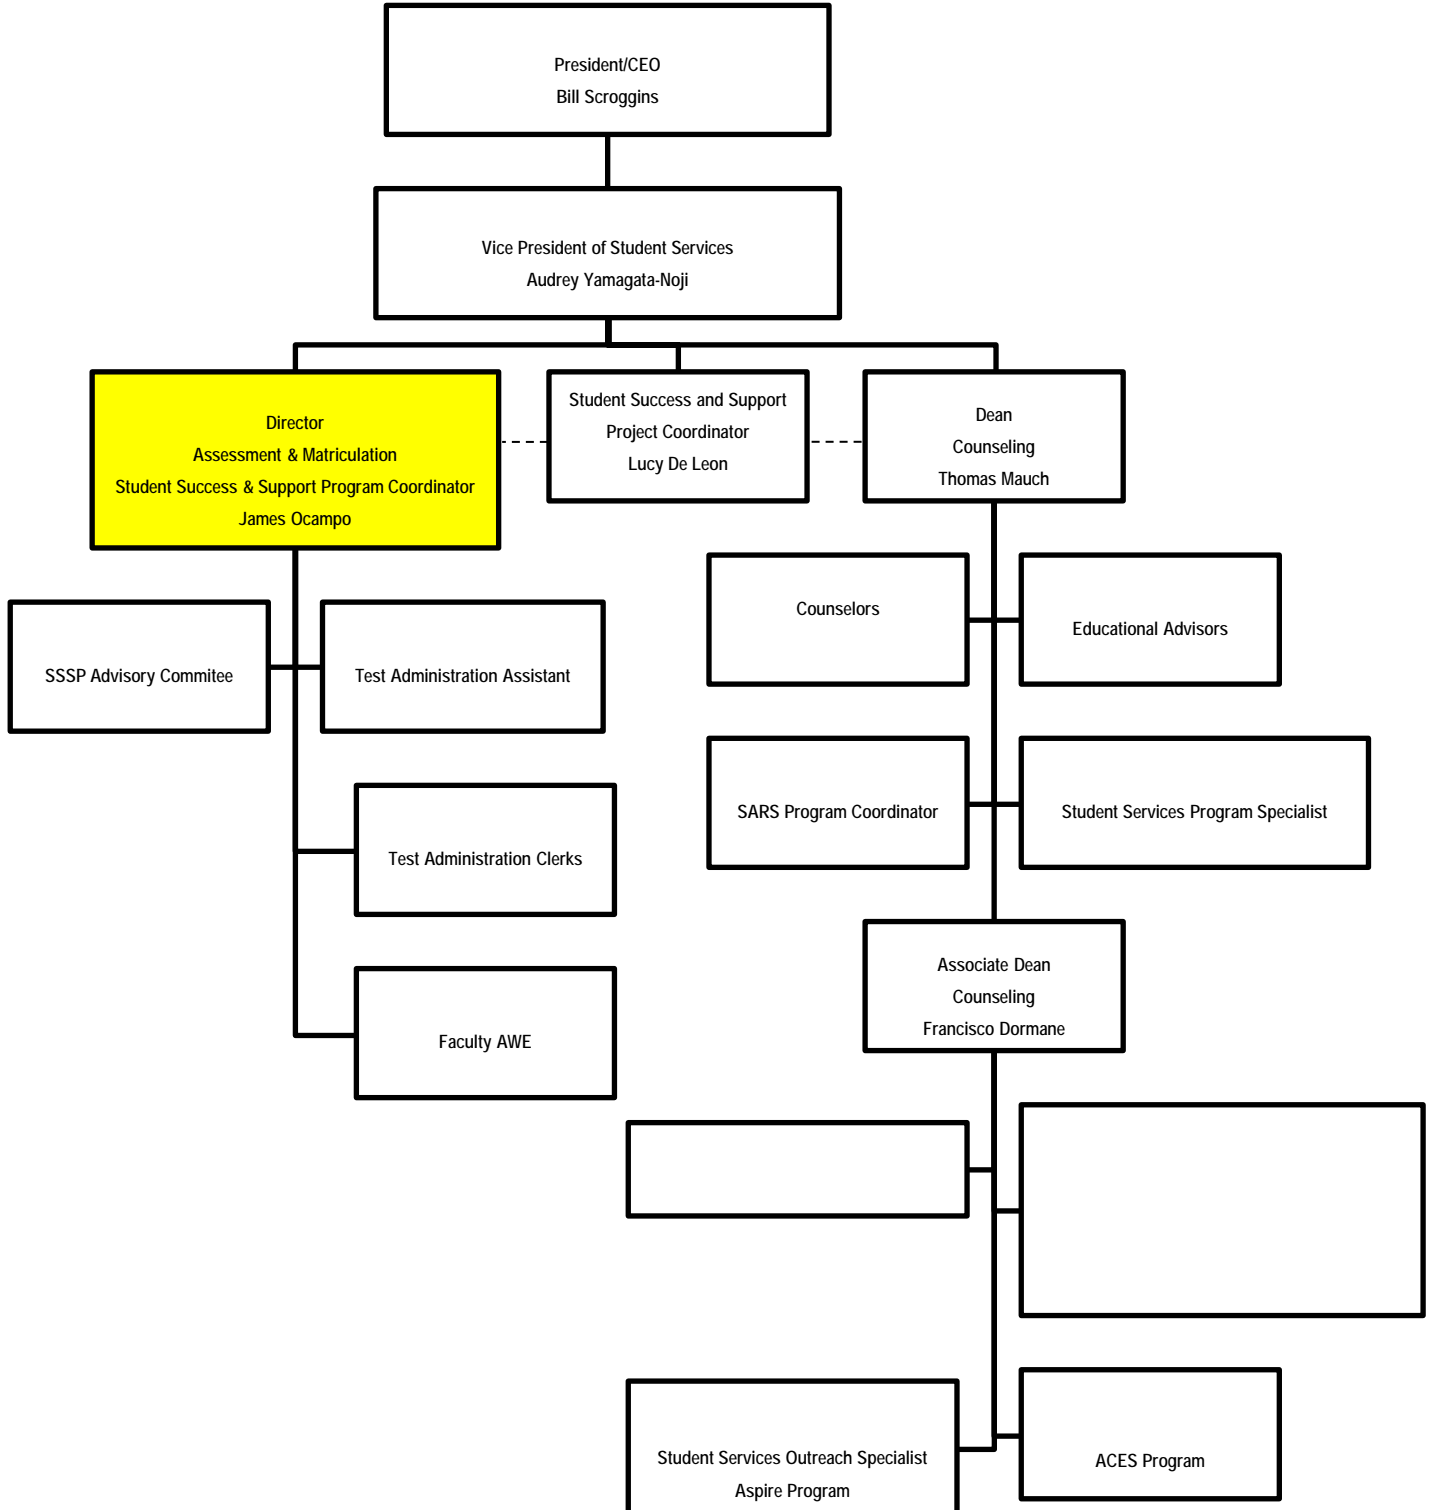 President/CEO
Bill Scroggins
Vice President of Student Services
Audrey Yamagata-Noji
Director
Assessment & Matriculation
Student Success & Support Program Coordinator
James Ocampo
Student Success and Support
Project Coordinator
Lucy De Leon
Dean
Counseling
Thomas Mauch
Counselors
Educational Advisors
SSSP Advisory Commitee
Test Administration Assistant
SARS Program Coordinator
Student Services Program Specialist
Test Administration Clerks
Associate Dean
Counseling
Francisco Dormane
Faculty AWE
Student Services Outreach Specialist
Aspire Program
ACES Program